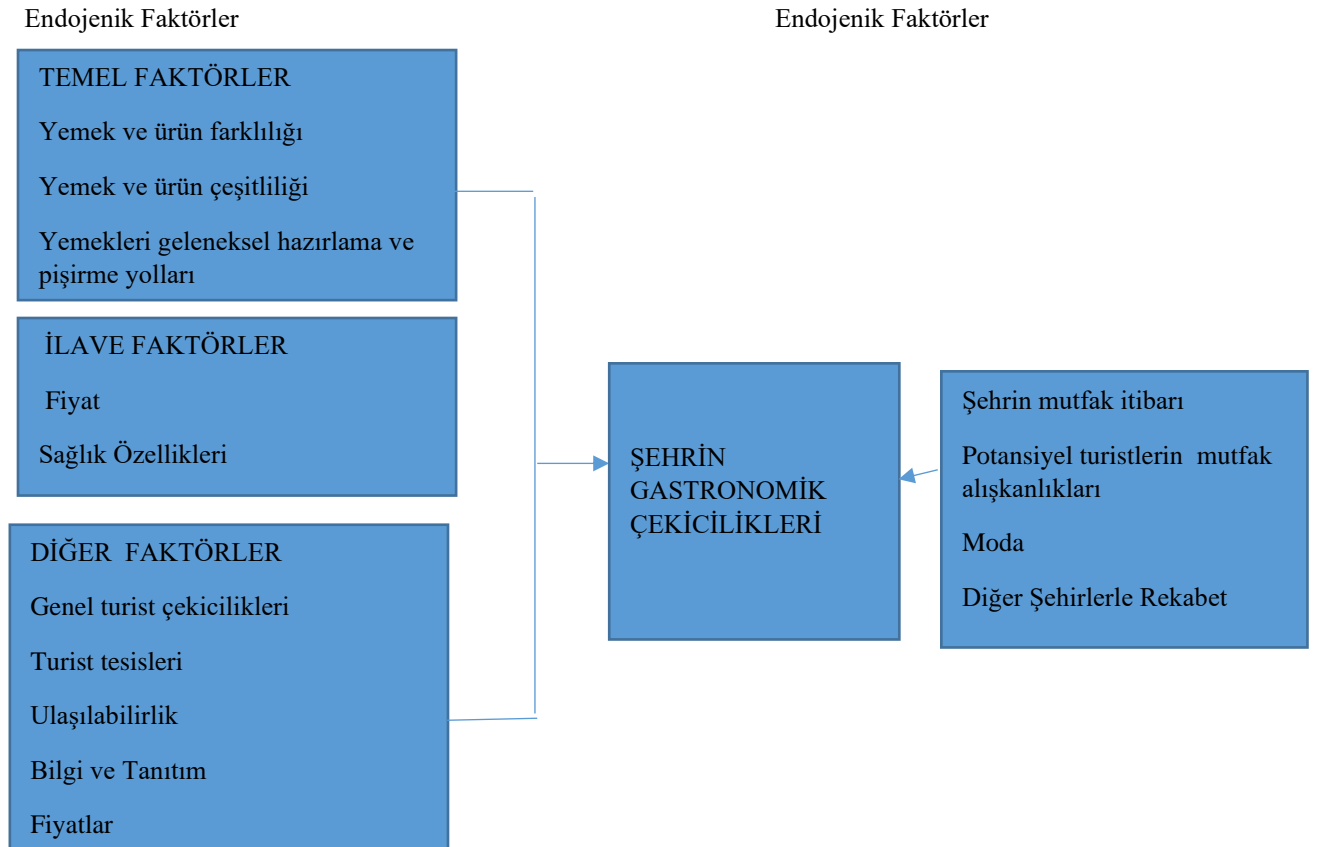 Endojenik Faktörler
Endojenik Faktörler
TEMEL FAKTÖRLER
Yemek ve ürün farklılığı
Yemek ve ürün çeşitliliği
Yemekleri geleneksel hazırlama ve
pişirme yolları
İLAVE FAKTÖRLER
Fiyat
Sağlık Özellikleri
DİĞER FAKTÖRLER
Genel turist çekicilikleri
Turist tesisleri
Ulaşılabilirlik
Bilgi ve Tanıtım
Fiyatlar
ŞEHRİN
GASTRONOMİK
ÇEKİCİLİKLERİ
Şehrin mutfak itibarı
Potansiyel turistlerin mutfak
alışkanlıkları
Moda
Diğer Şehirlerle Rekabet